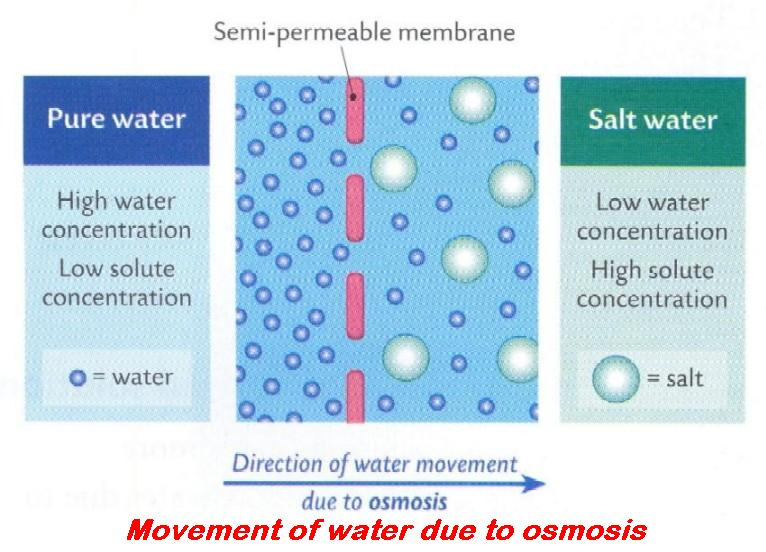 Semi-permeable membrane
Pure water
High water
concentration
Low solute
concentration
= water
Salt water
Low water
concentration
High solute
concentration
= salt
Direction of water movement
due to osmosis
Movement of water due to osmosis